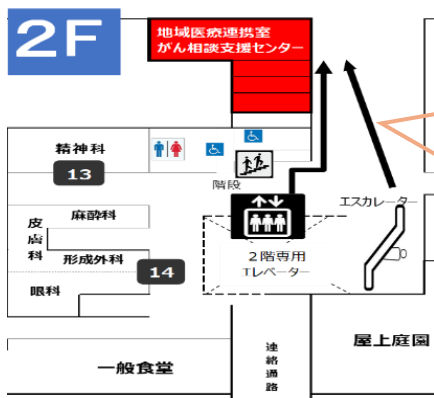 2F
地域医療連携室
がん相談支援センター
精神科
13
階段
エスカレーター
麻酔科
皮膚科
形成外科
14
眼科
2階専用
エレベーター
一般食堂
連絡通路
屋上庭園